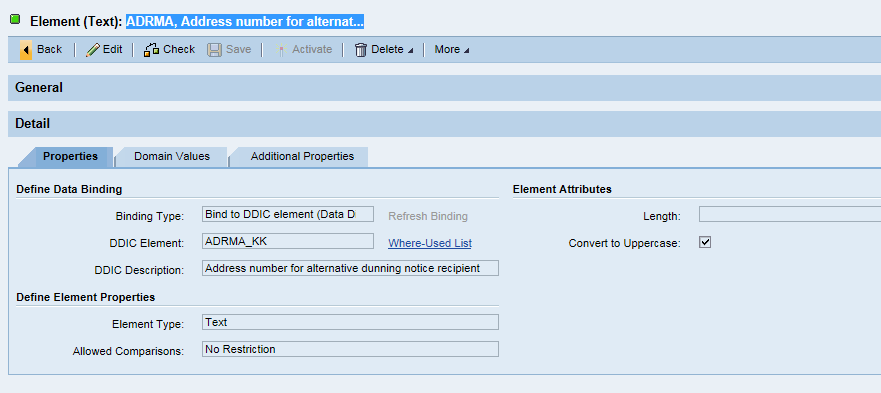 Element (Text): ADRMA, Address number for alternat...
Back Edit Check Save Activate Delete More
General
Detail
Properties Domain Values Additional Properties
Define Data Binding Element Attributes
Binding Type: Bind to DDIC element (Data D Refresh Binding Length:
DDIC Element: ADRMA_KK Where-Used List Convert to Uppercase:
DDIC Description: Address number for alternative dunning notice recipient
Define Element Properties
Element Type: Text
Allowed Comparisons: No Restriction